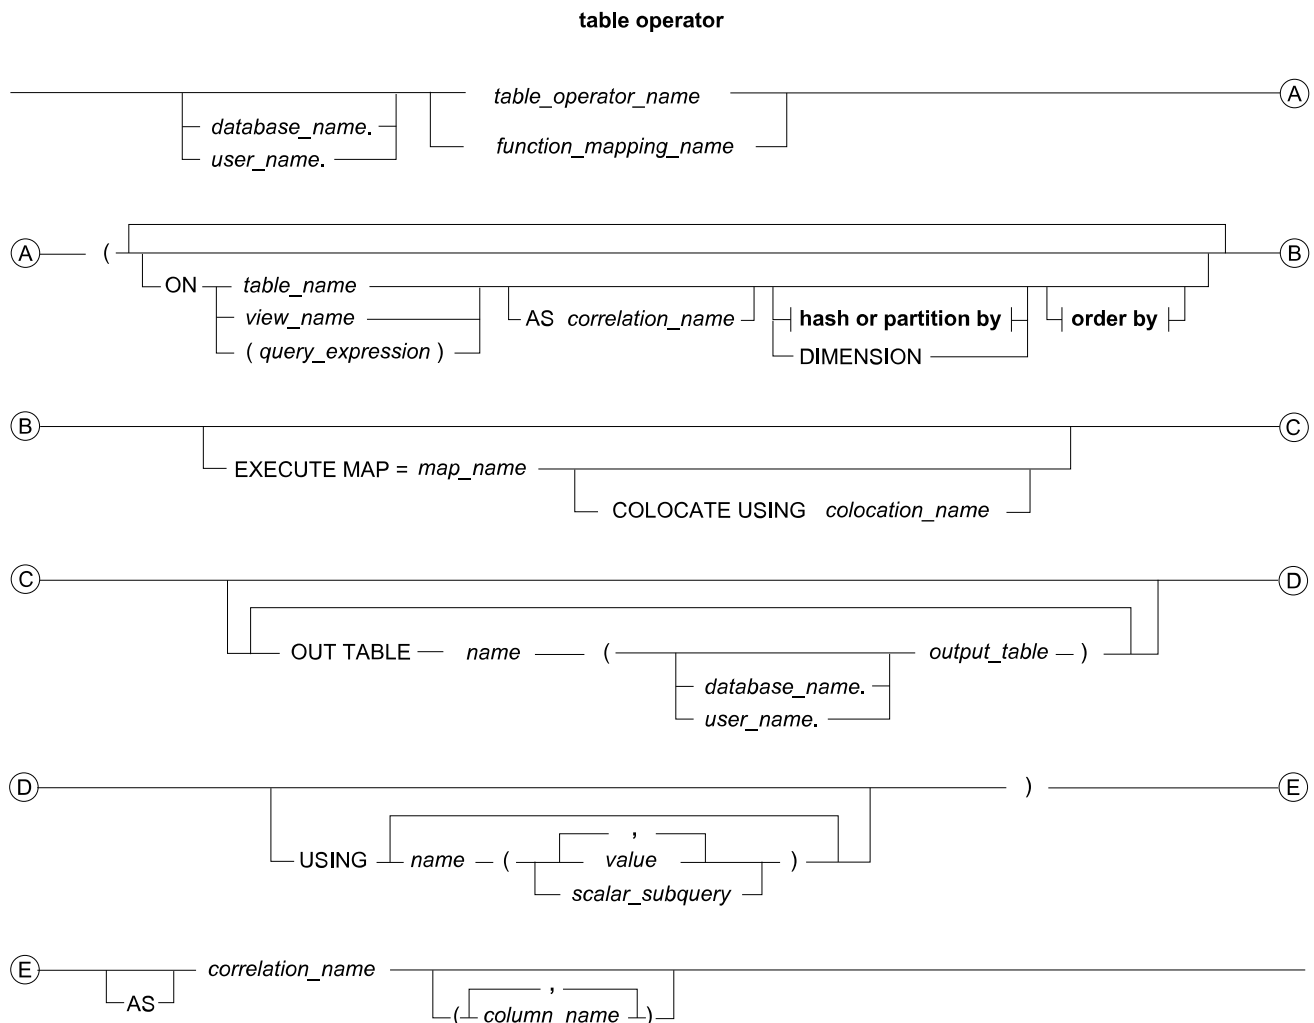 table operator
table_operator_name
A
database_name.
user_name.
function_mapping_name
A
(
B
ON
table_name
view_name
( query_expression )
AS correlation_name
hash or partition by
DIMENSION
order by
B
C
EXECUTE MAP = map_name
COLOCATE USING colocation_name
C
D
OUT TABLE name ( output_table )
database_name.
user_name.
D
)
E
,
USING name ( value )
scalar_subquery
E
correlation_name
AS
,
( column_name )